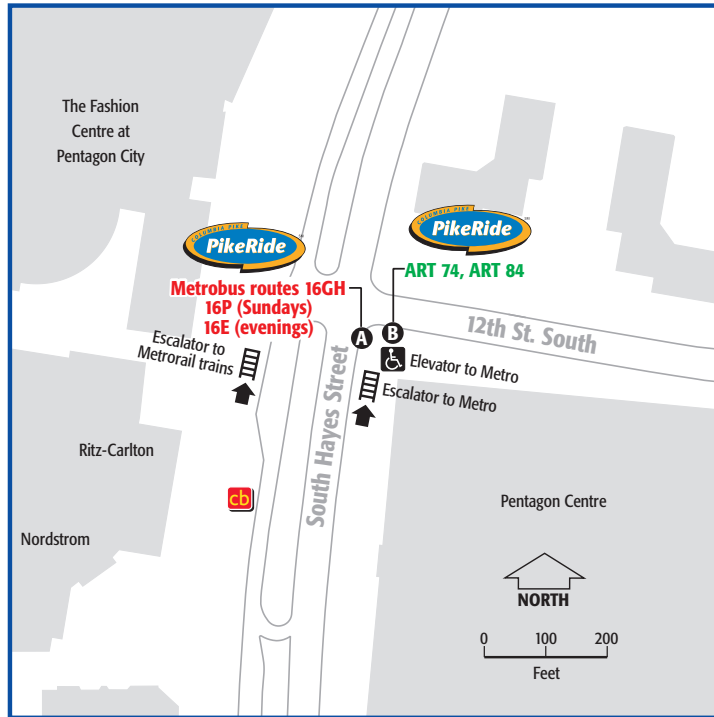 The Fashion
Centre at
Pentagon City
COLUMBIA PIKE
PikeRide
SM
COLUMBIA PIKE
PikeRide
SM
Metrobus routes 16GH
16P (Sundays)
16E (evenings)
ART 74, ART 84
12th St. South
A
B
Escalator to
Metrorail trains
Elevator to Metro
Escalator to Metro
South Hayes Street
Ritz-Carlton
cb
Pentagon Centre
Nordstrom
NORTH
0 100 200
Feet